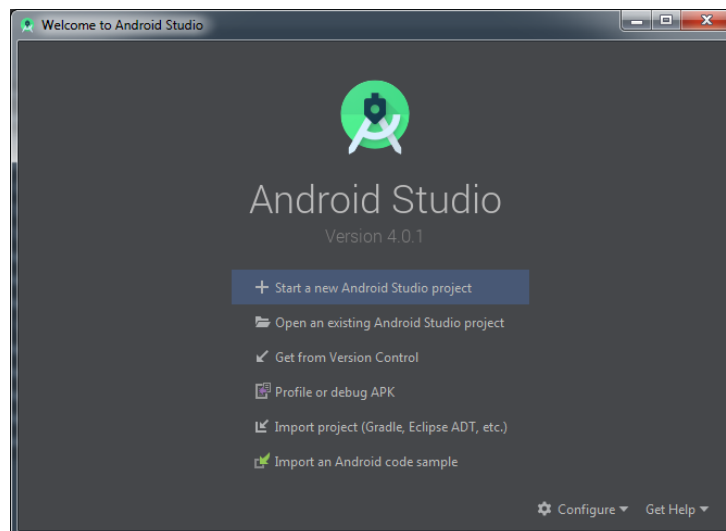 Welcome to Android Studio
Android Studio
Version 4.0.1
Start a new Android Studio project
Open an existing Android Studio project
Get from Version Control
Profile or debug APK
Import project (Gradle, Eclipse ADT, etc.)
Import an Android code sample
Configure Get Help